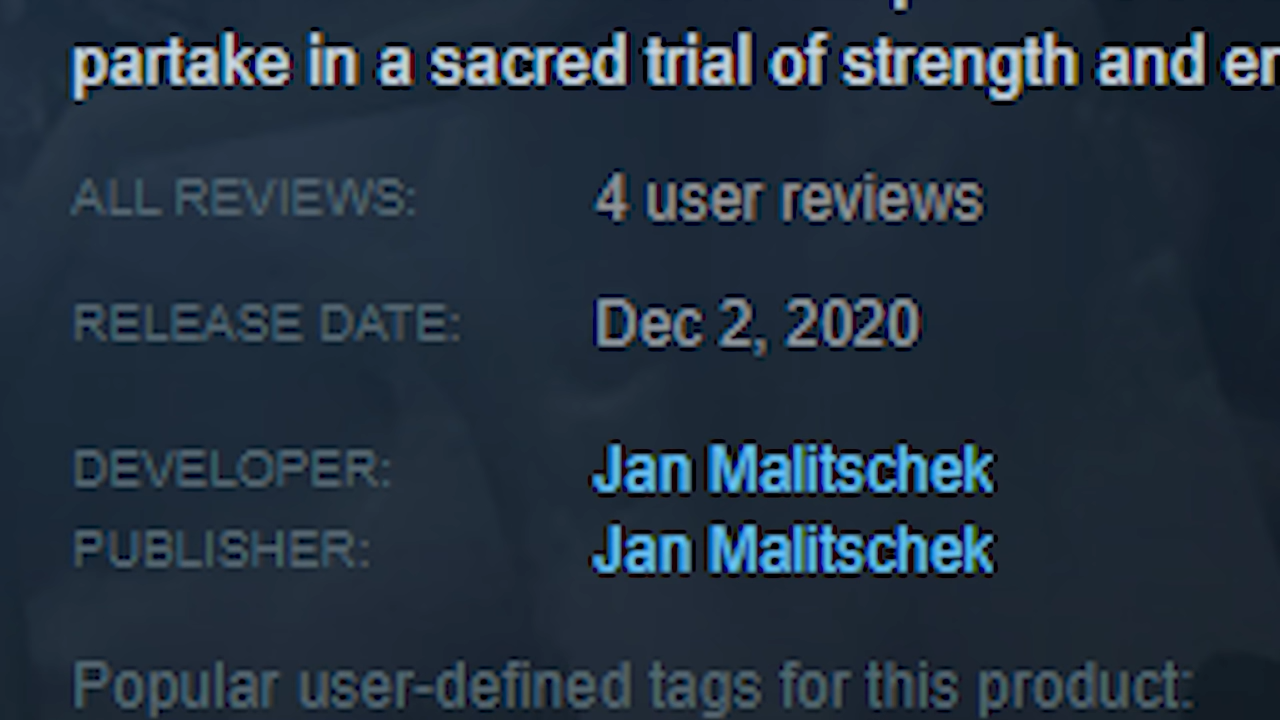 partake in a sacred trial of strength and
ALL REVIEWS: 4 user reviews
RELEASE DATE: Dec 2, 2020
DEVELOPER: Jan Malitschek
PUBLISHER: Jan Malitschek
Popular user-defined tags for this product: